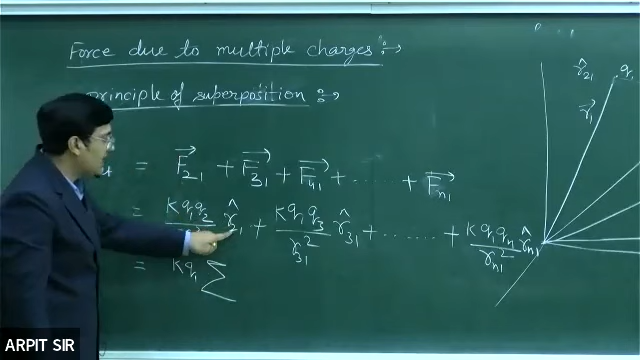 Force due to multiple charges :→
principle of superposition :→
= F⃗₂₁ + F⃗₃₁ + F⃗₄₁ + ....... + F⃗ₙ₁
= Kq₁q₂ r̂₂₁ + Kq₁q₃/r₃₁² r̂₃₁ + ....... + Kq₁qₙ/rₙ₁² r̂ₙ₁
= Kq₁ Σ
r̂₂₁ q₁
r⃗₁
ARPIT SIR